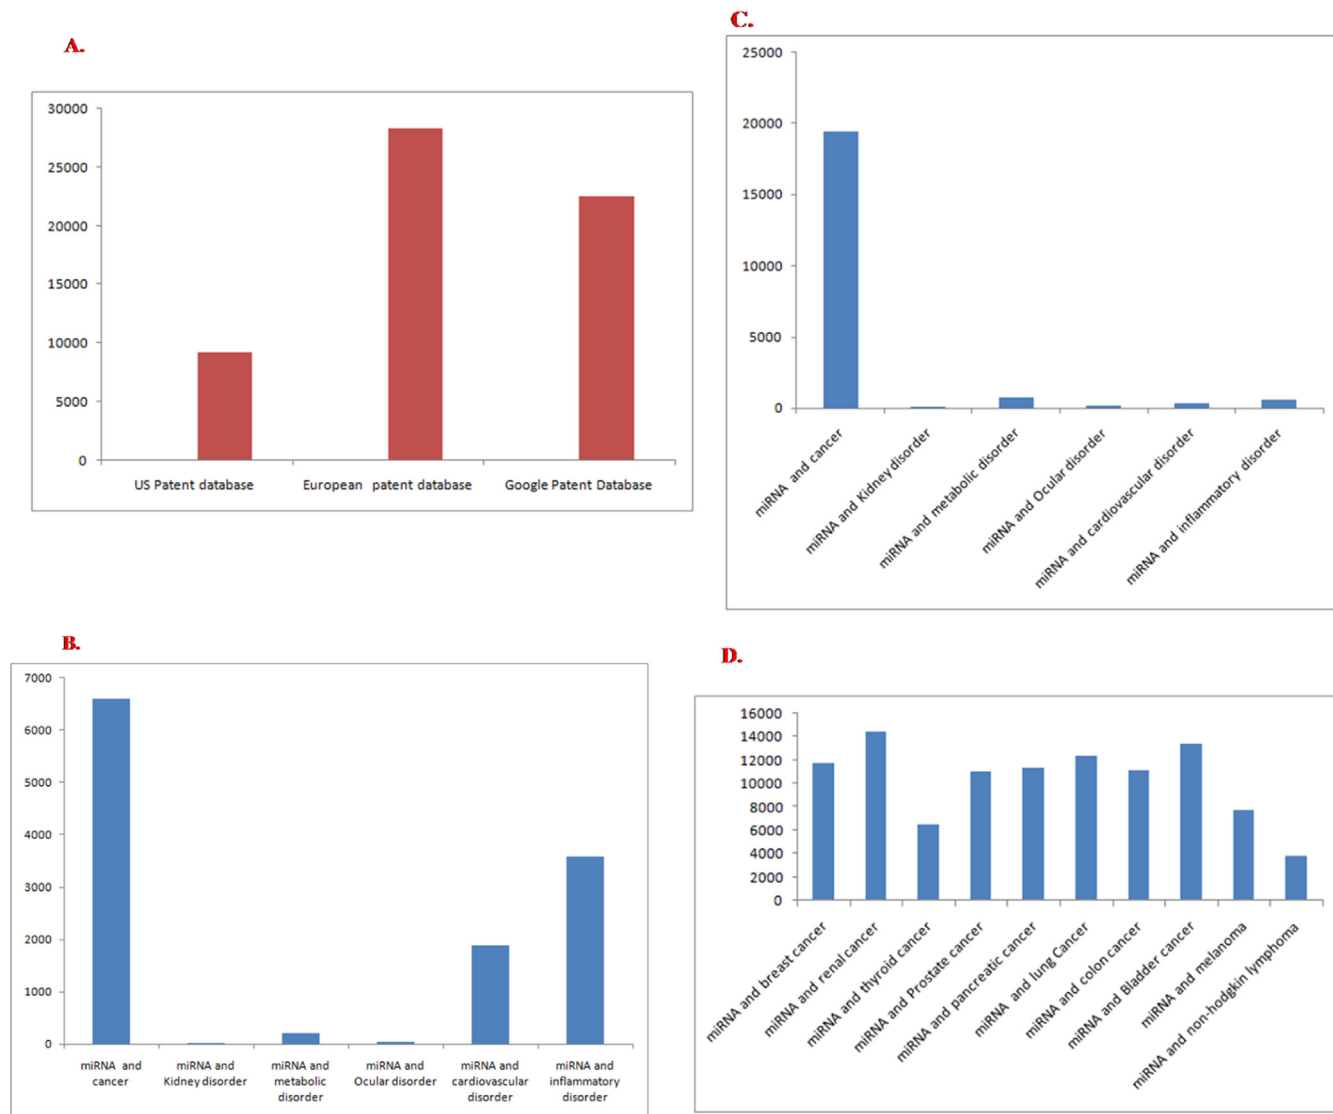 A.
30000
25000
20000
15000
10000
5000
0
US Patent database
European patent database
Google Patent Database
C.
25000
20000
15000
10000
5000
0
miRNA and cancer
miRNA and Kidney disorder
miRNA and metabolic disorder
miRNA and Ocular disorder
miRNA and cardiovascular disorder
miRNA and inflammatory disorder
B.
7000
6000
5000
4000
3000
2000
1000
0
miRNA and
cancer
miRNA and
Kidney disorder
miRNA and
metabolic
disorder
miRNA and
Ocular disorder
miRNA and
cardiovascular
disorder
miRNA and
inflammatory
disorder
D.
16000
14000
12000
10000
8000
6000
4000
2000
0
miRNA and breast cancer
miRNA and renal cancer
miRNA and thyroid cancer
miRNA and Prostate cancer
miRNA and pancreatic cancer
miRNA and lung Cancer
miRNA and colon cancer
miRNA and Bladder cancer
miRNA and melanoma
miRNA and non-hodgkin lymphoma